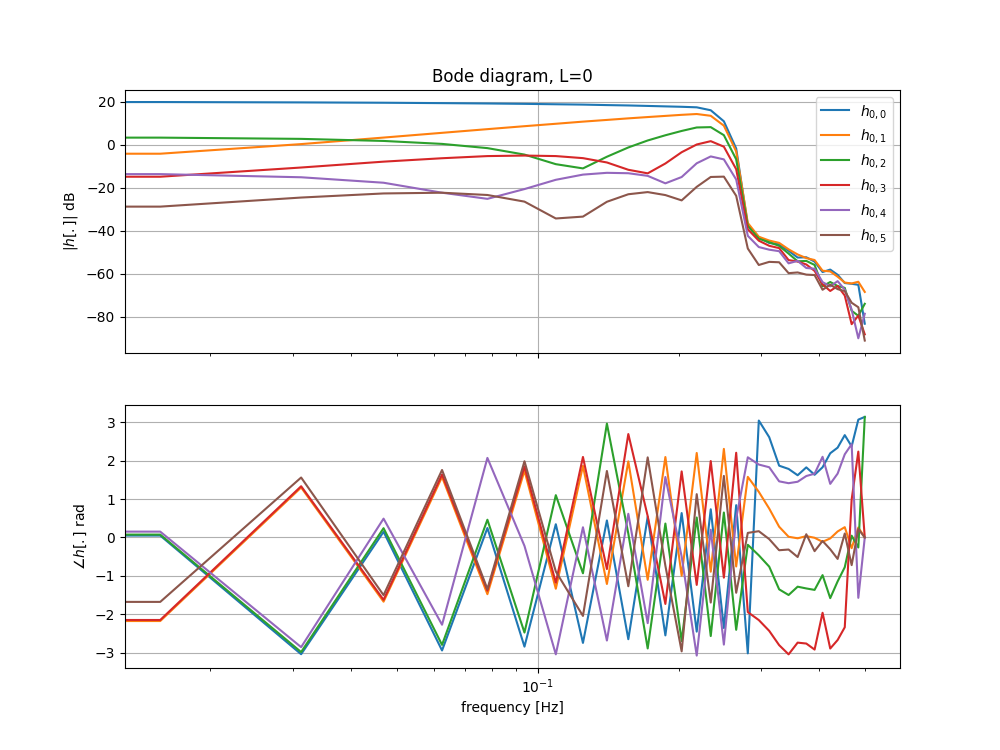 Bode diagram, L=0
20
0
−20
−40
−60
−80
|h[.]| dB
h0,0
h0,1
h0,2
h0,3
h0,4
h0,5
3
2
1
0
−1
−2
−3
∠h[.] rad
10−1
frequency [Hz]